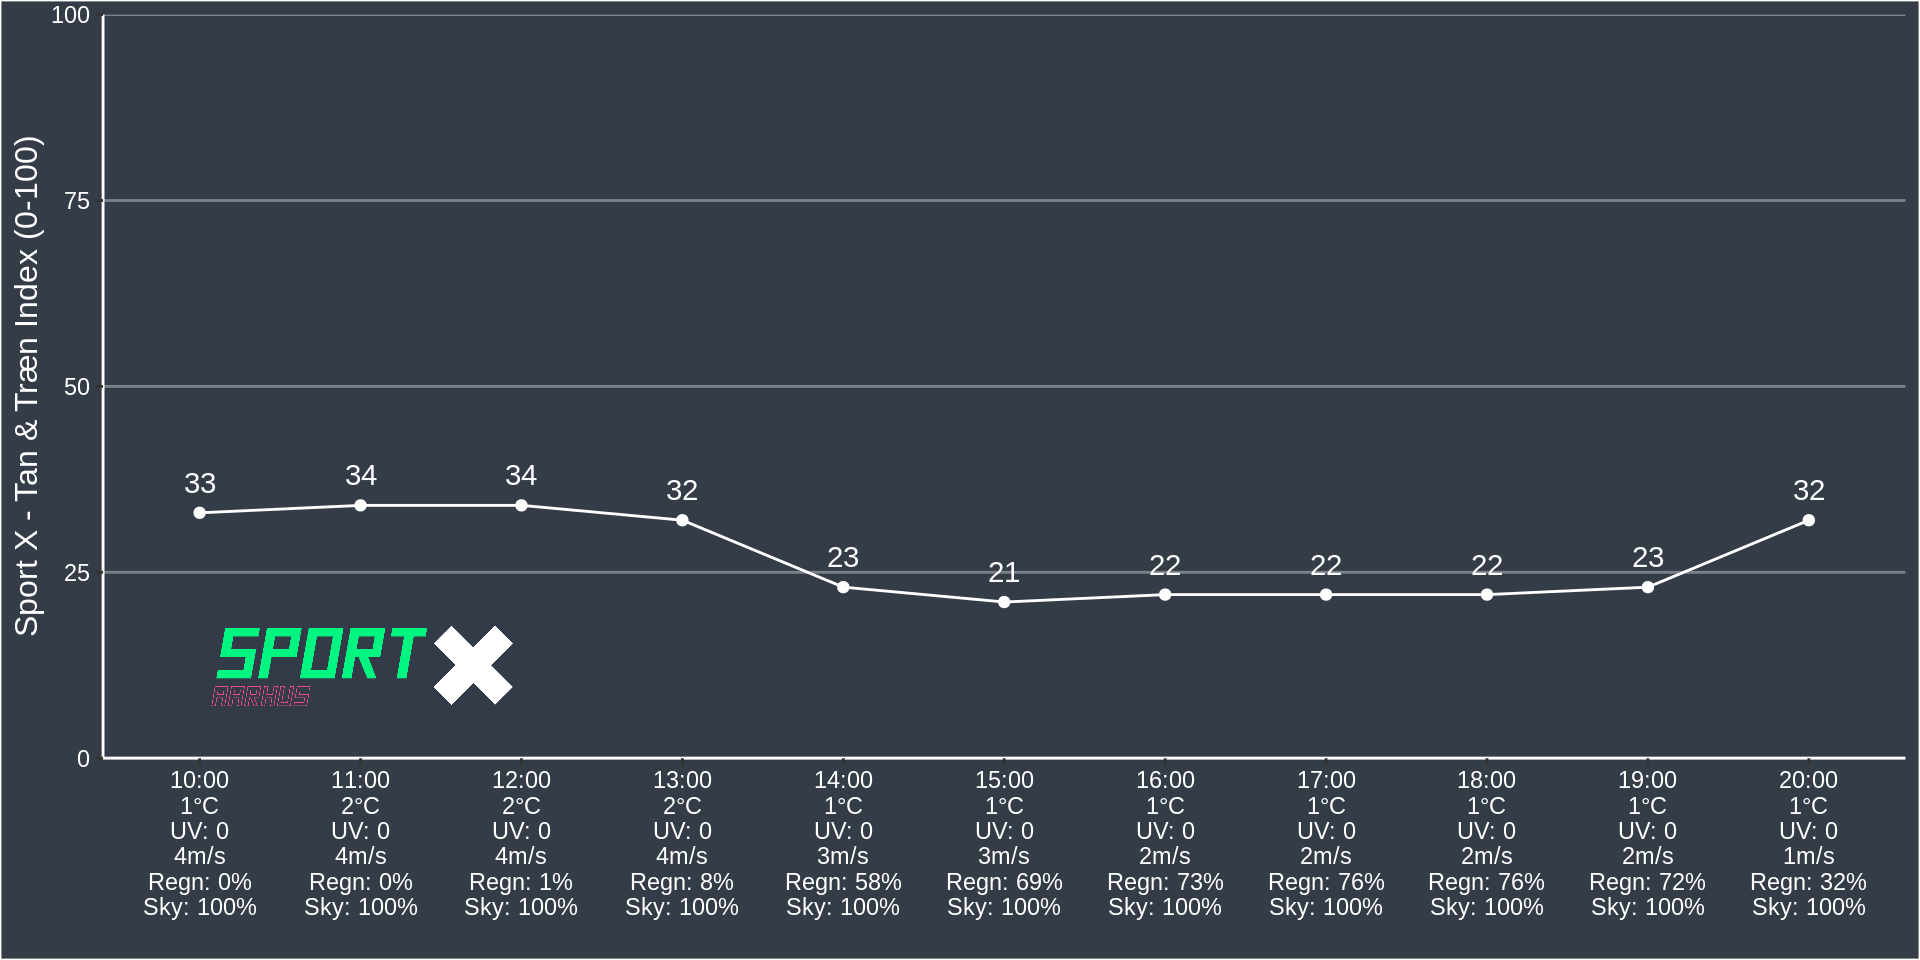 Sport X - Tan & Træn Index (0-100)
100
75
50
25
0
33 34 34 32 23 21 22 22 22 23 32
SPORT X
AARHUS
10:00 11:00 12:00 13:00 14:00 15:00 16:00 17:00 18:00 19:00 20:00
1°C 2°C 2°C 2°C 1°C 1°C 1°C 1°C 1°C 1°C 1°C
UV: 0 UV: 0 UV: 0 UV: 0 UV: 0 UV: 0 UV: 0 UV: 0 UV: 0 UV: 0 UV: 0
4m/s 4m/s 4m/s 4m/s 3m/s 3m/s 2m/s 2m/s 2m/s 2m/s 1m/s
Regn: 0% Regn: 0% Regn: 1% Regn: 8% Regn: 58% Regn: 69% Regn: 73% Regn: 76% Regn: 76% Regn: 72% Regn: 32%
Sky: 100% Sky: 100% Sky: 100% Sky: 100% Sky: 100% Sky: 100% Sky: 100% Sky: 100% Sky: 100% Sky: 100% Sky: 100%